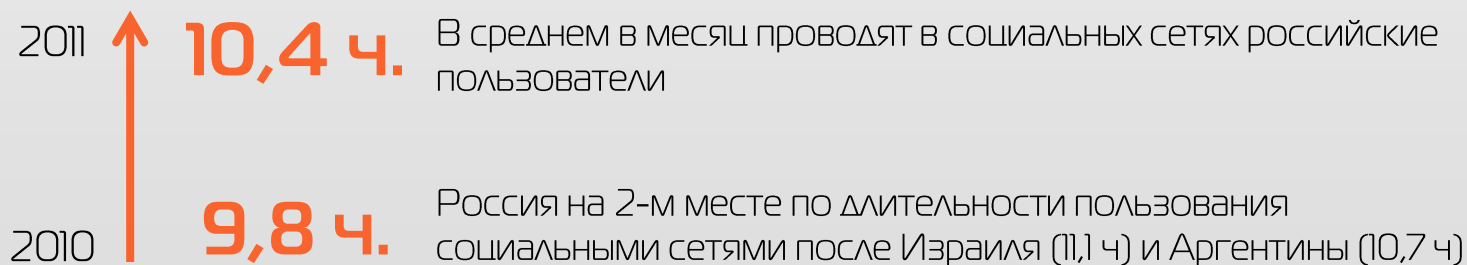 2011 10,4 ч. В среднем в месяц проводят в социальных сетях российские
пользователи
Россия на 2-м месте по длительности пользования
2010 9,8 ч. социальными сетями после Израиля (11,1 ч) и Аргентины (10,7 ч)